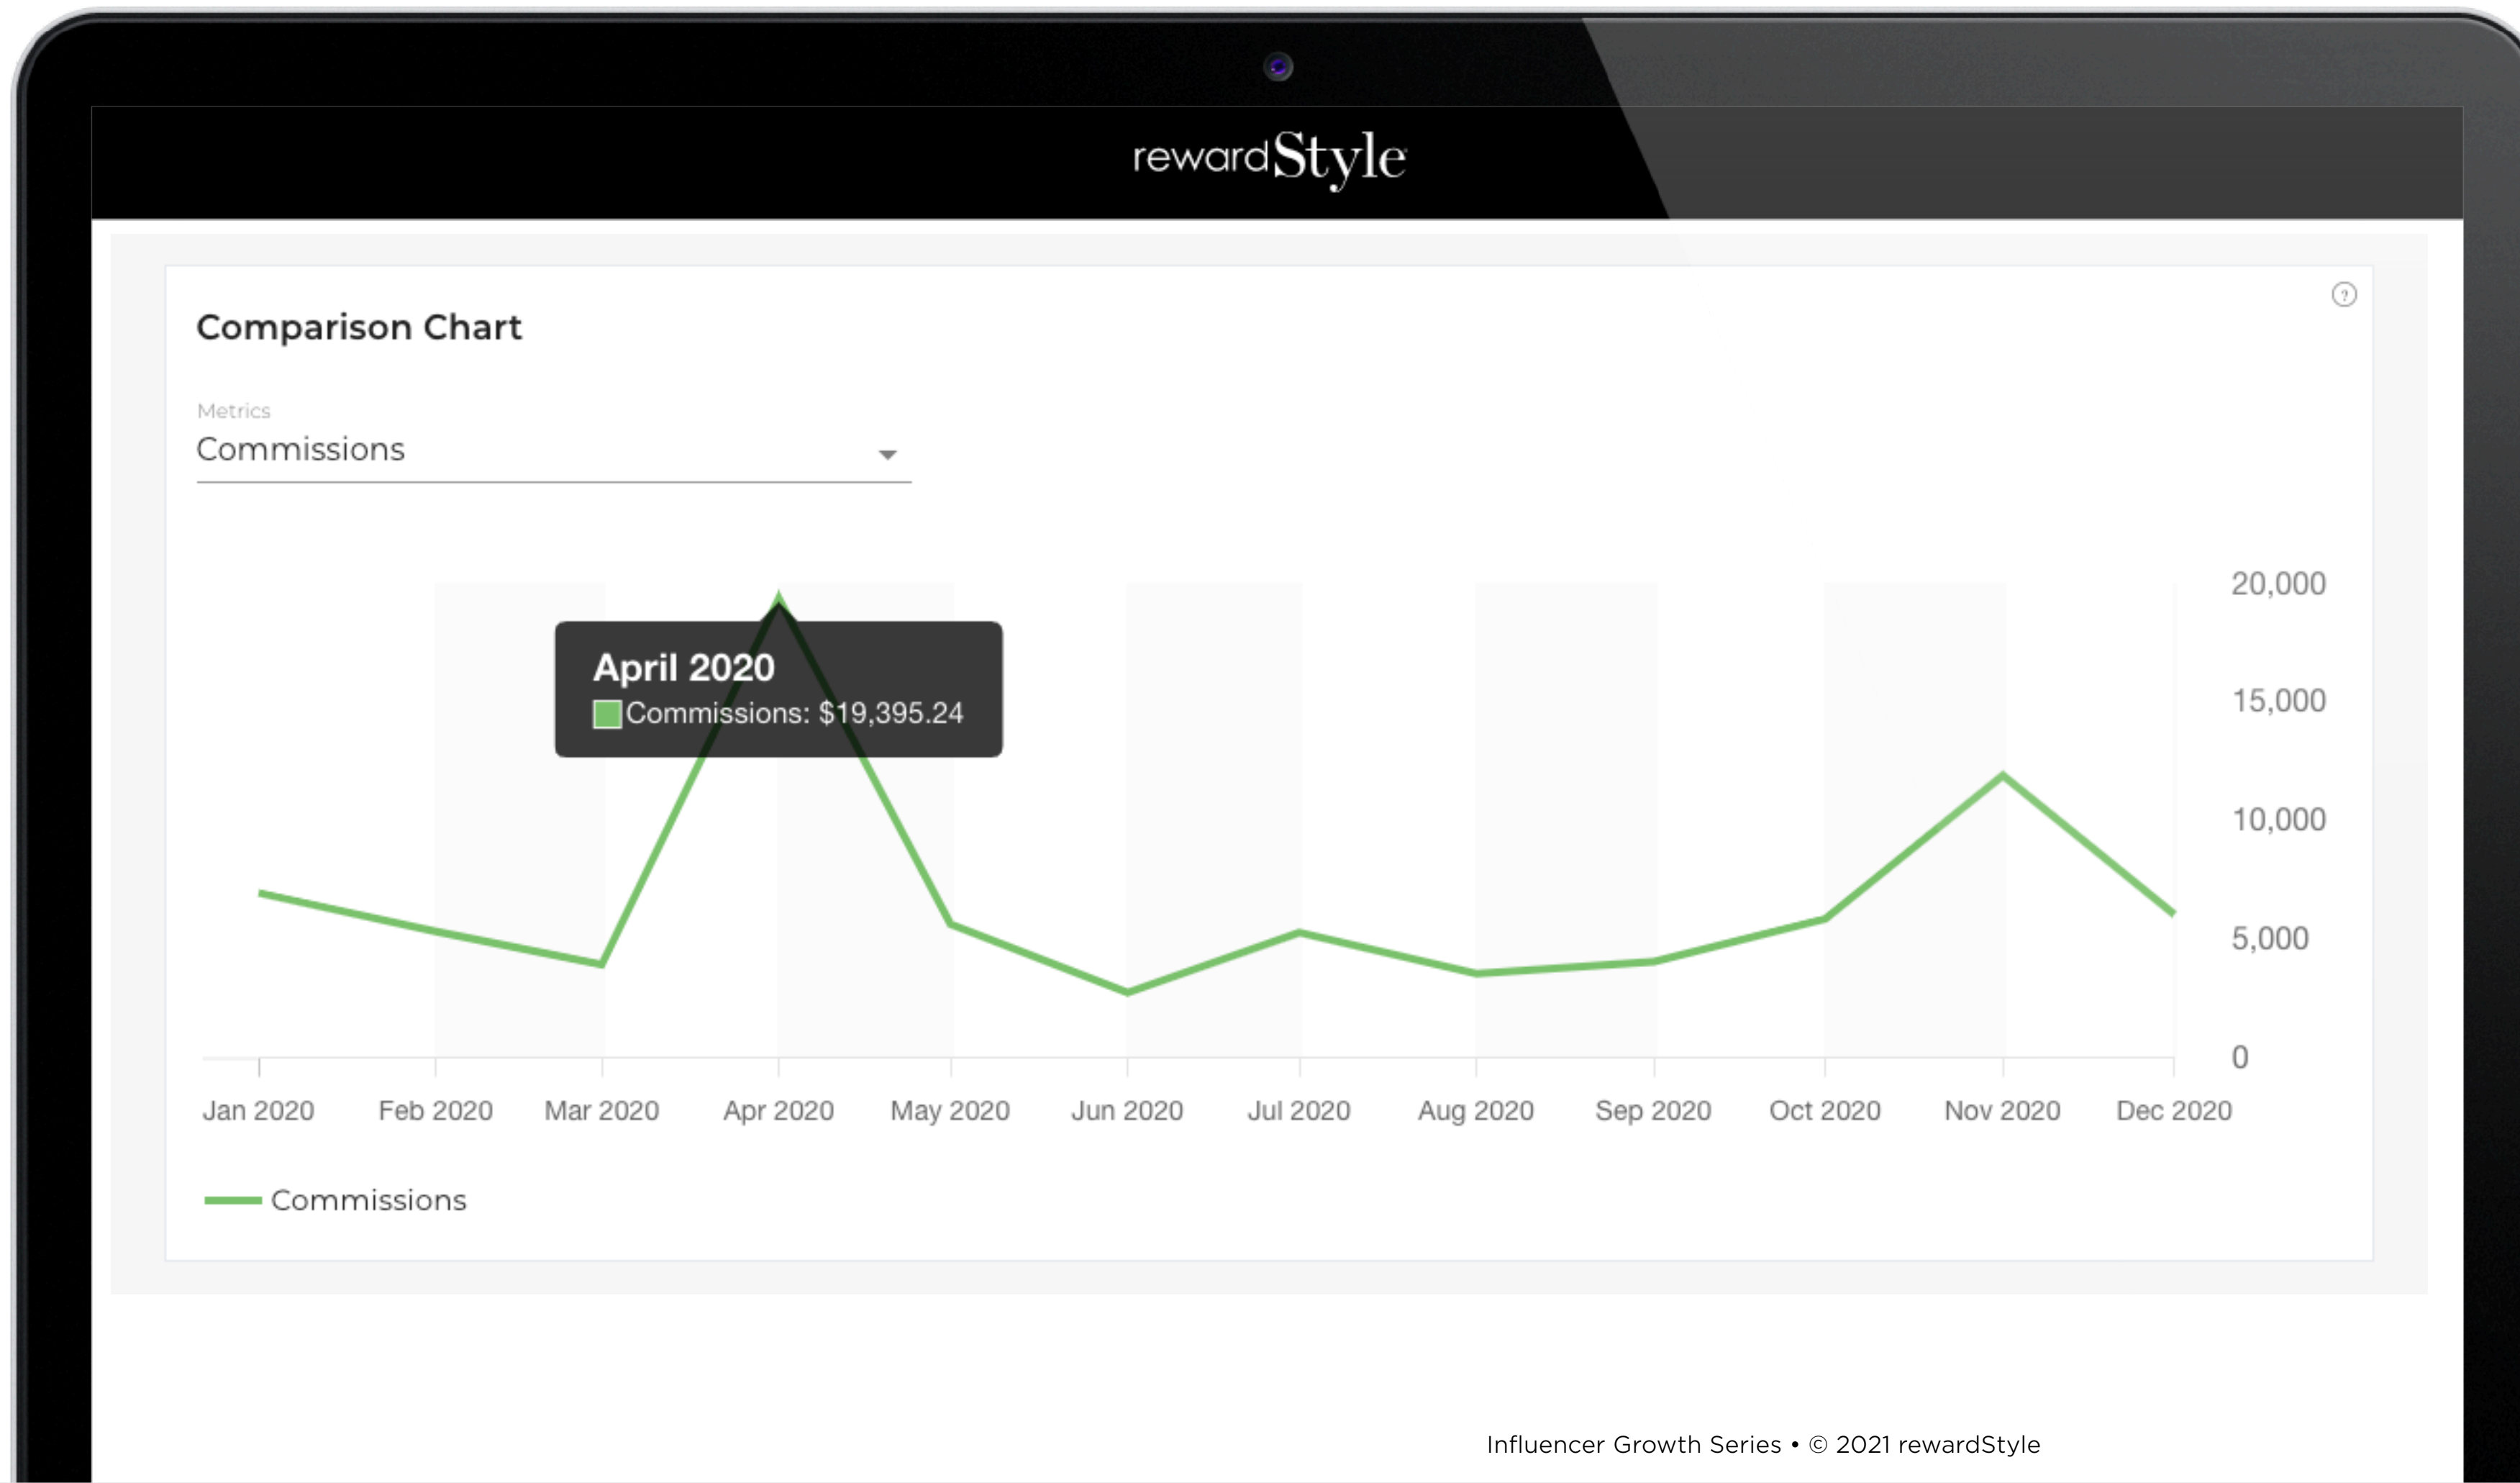 rewardStyle
Comparison Chart
?
Metrics
Commissions
20,000
15,000
10,000
5,000
0
April 2020
Commissions: $19,395.24
Jan 2020 Feb 2020 Mar 2020 Apr 2020 May 2020 Jun 2020 Jul 2020 Aug 2020 Sep 2020 Oct 2020 Nov 2020 Dec 2020
Commissions
Influencer Growth Series • © 2021 rewardStyle